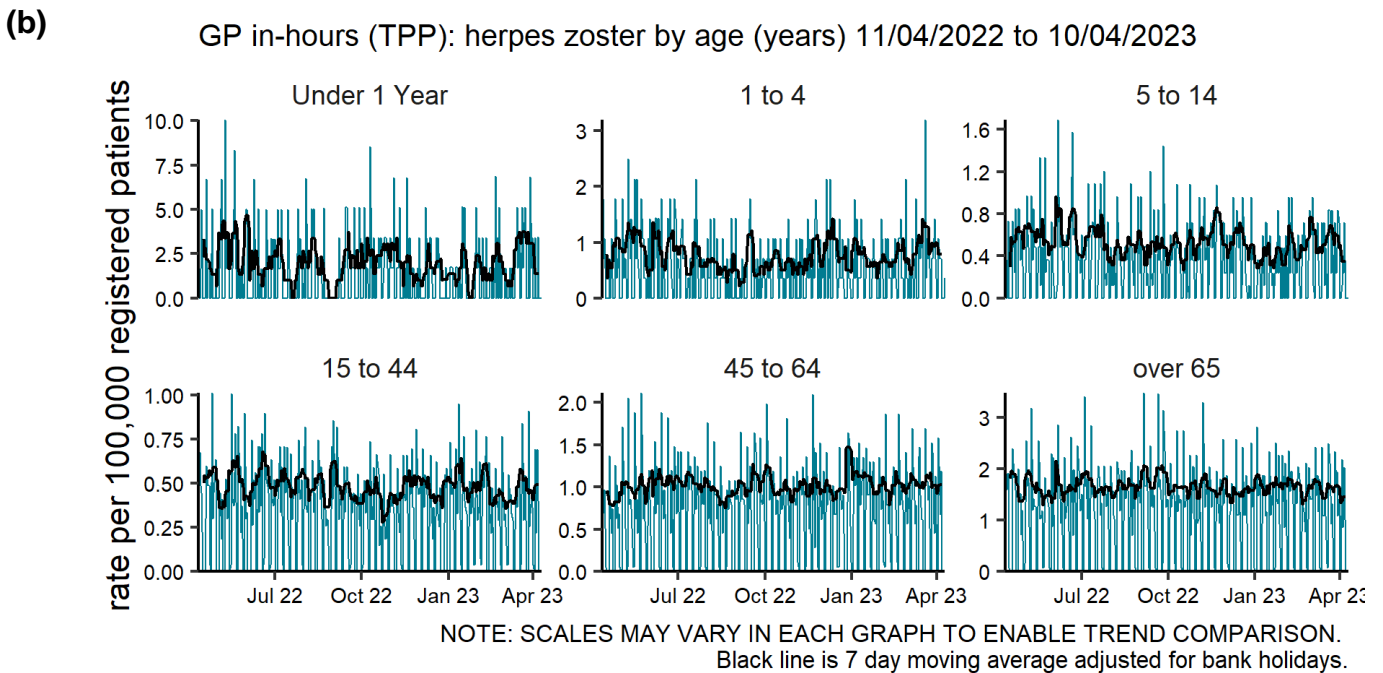 (b)
GP in-hours (TPP): herpes zoster by age (years) 11/04/2022 to 10/04/2023
rate per 100,000 registered patients
Under 1 Year
10.0
7.5
5.0
2.5
0.0
1 to 4
3
2
1
0
5 to 14
1.6
1.2
0.8
0.4
0.0
15 to 44
1.00
0.75
0.50
0.25
0.00
Jul 22 Oct 22 Jan 23 Apr 23
45 to 64
2.0
1.5
1.0
0.5
0.0
Jul 22 Oct 22 Jan 23 Apr 23
over 65
3
2
1
0
Jul 22 Oct 22 Jan 23 Apr 23
NOTE: SCALES MAY VARY IN EACH GRAPH TO ENABLE TREND COMPARISON.
Black line is 7 day moving average adjusted for bank holidays.